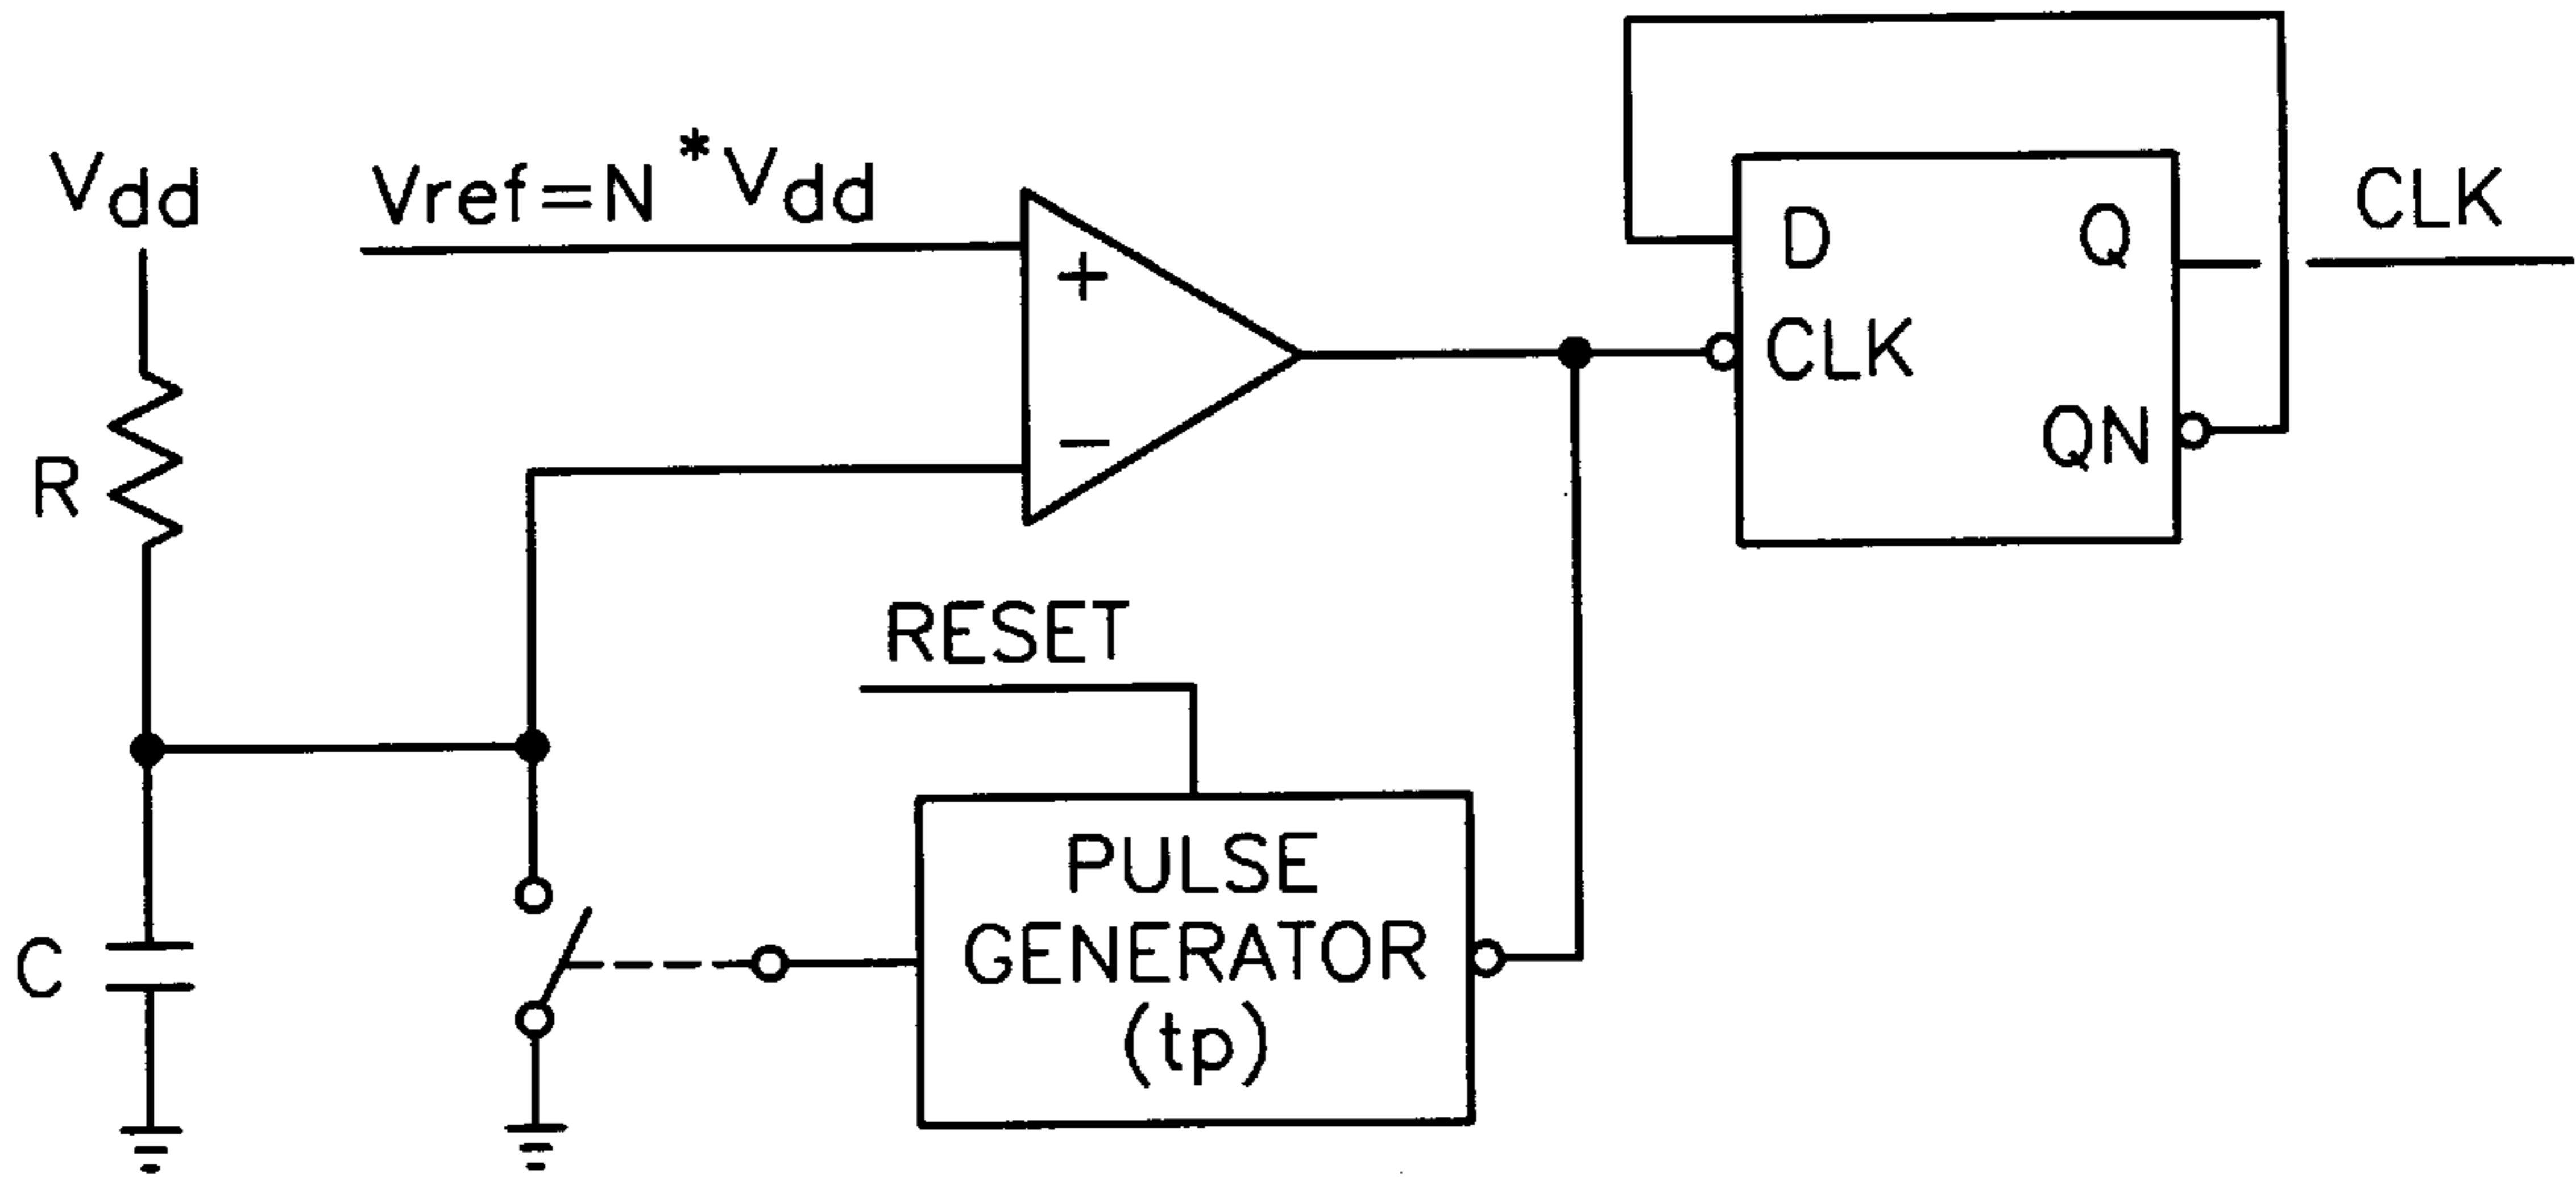 Vdd
Vref=N*Vdd
R
C
+
−
RESET
PULSE
GENERATOR
(tp)
D
Q
CLK
QN
CLK